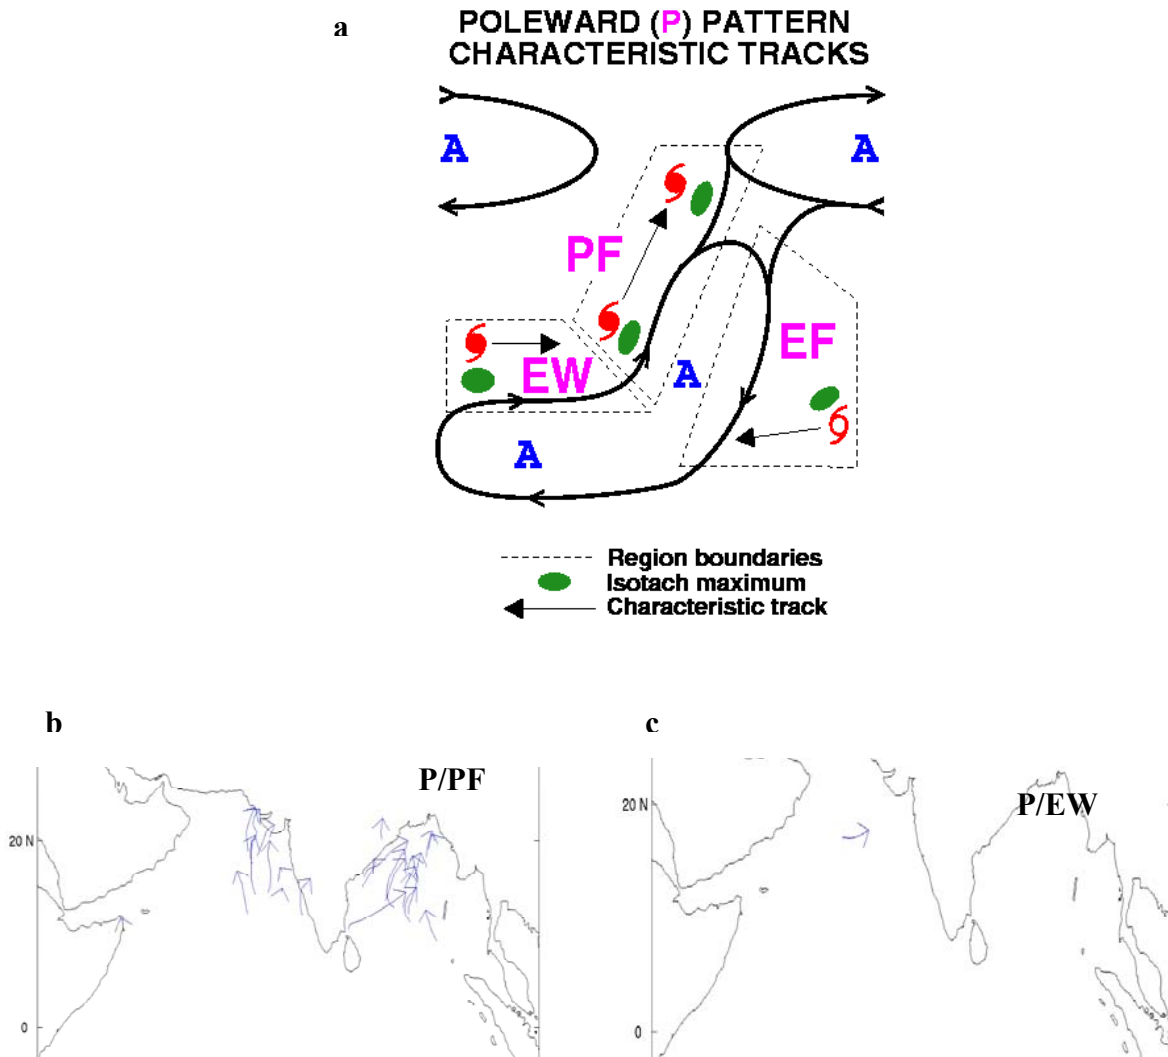 a
POLEWARD (P) PATTERN
CHARACTERISTIC TRACKS
A
A
PF
EW
A
EF
A
Region boundaries
Isotach maximum
Characteristic track
b
P/PF
20 N
0
c
P/EW
20 N
0